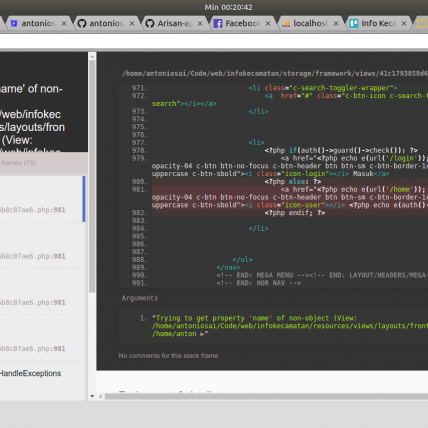 Min 00:20:42
antonios
antonios
Arisan-ap
Facebook
localhost
Info Keca
name' of non-
web/infokec
s/layouts/fron
(View:
frames (73)
6b8c07ae6.php:981
6b8c07ae6.php:981
6b8c07ae6.php:981
HandleExceptions
/home/antoniosai/Code/web/infokecamatan/storage/framework/views/41c1793859d6
971. <li class="c-search-toggler-wrapper">
972. <a href="#" class="c-btn-icon c-search-t
search"></i></a>
973. </li>
974.
975.
976.
977. <li>
978. <?php if(auth()->guard()->check()): ?>
979. <a href="<?php echo e(url('/login'));
opacity-04 c-btn btn-no-focus c-btn-header btn btn-sm c-btn-border-1x
uppercase c-btn-sbold"><i class="icon-login"></i> Masuk</a>
980. <?php else: ?>
981. <a href="<?php echo e(url('/home'));
opacity-04 c-btn btn-no-focus c-btn-header btn btn-sm c-btn-border-1x
uppercase c-btn-sbold"><i class="icon-user"></i> <?php echo e(auth()
982. <?php endif; ?>
983.
984. </li>
985.
986.
987.
988. </ul>
989. </nav>
990. <!-- END: MEGA MENU --><!-- END: LAYOUT/HEADERS/MEGA-
991. <!-- END: HOR NAV -->
Arguments
1. "Trying to get property 'name' of non-object (View:
/home/antoniosai/Code/web/infokecamatan/resources/views/layouts/front
/home/anton ▶"
No comments for this stack frame.